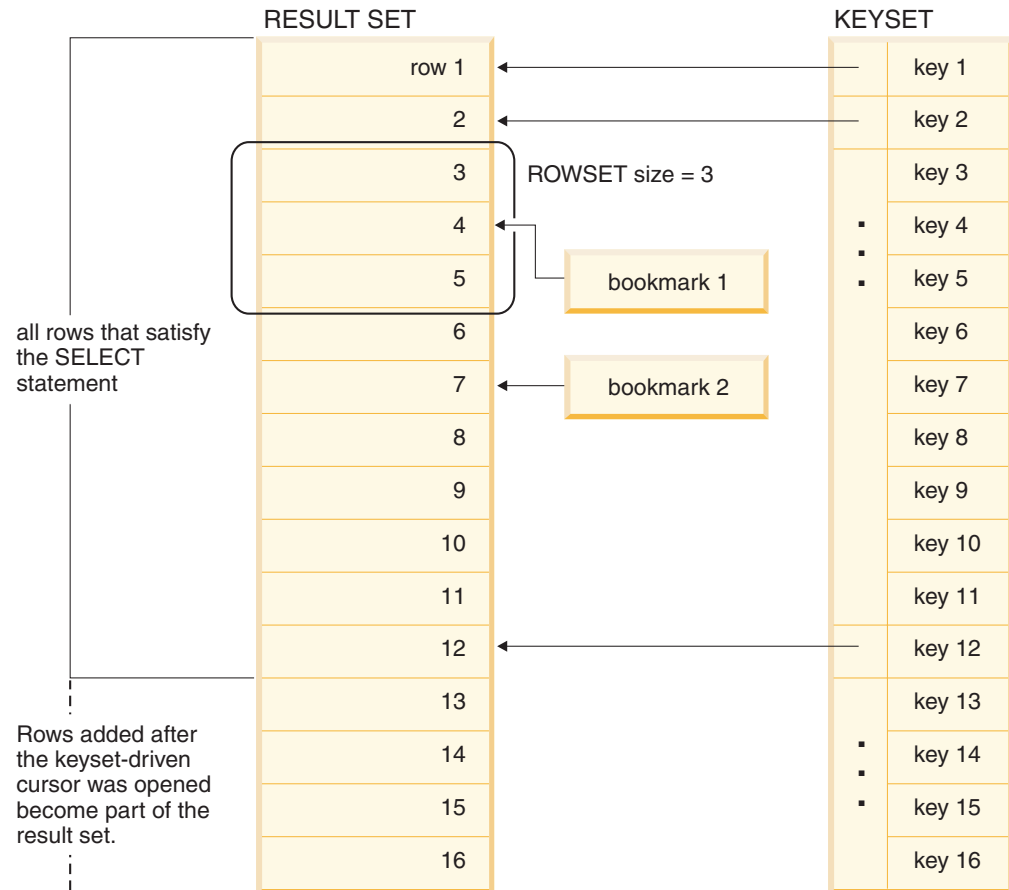 RESULT SET
KEYSET
row 1
key 1
2
key 2
3
ROWSET size = 3
key 3
4
key 4
5
bookmark 1
key 5
all rows that satisfy
the SELECT
statement
6
key 6
7
bookmark 2
key 7
8
key 8
9
key 9
10
key 10
11
key 11
12
key 12
13
key 13
Rows added after
the keyset-driven
cursor was opened
become part of the
result set.
14
key 14
15
key 15
16
key 16